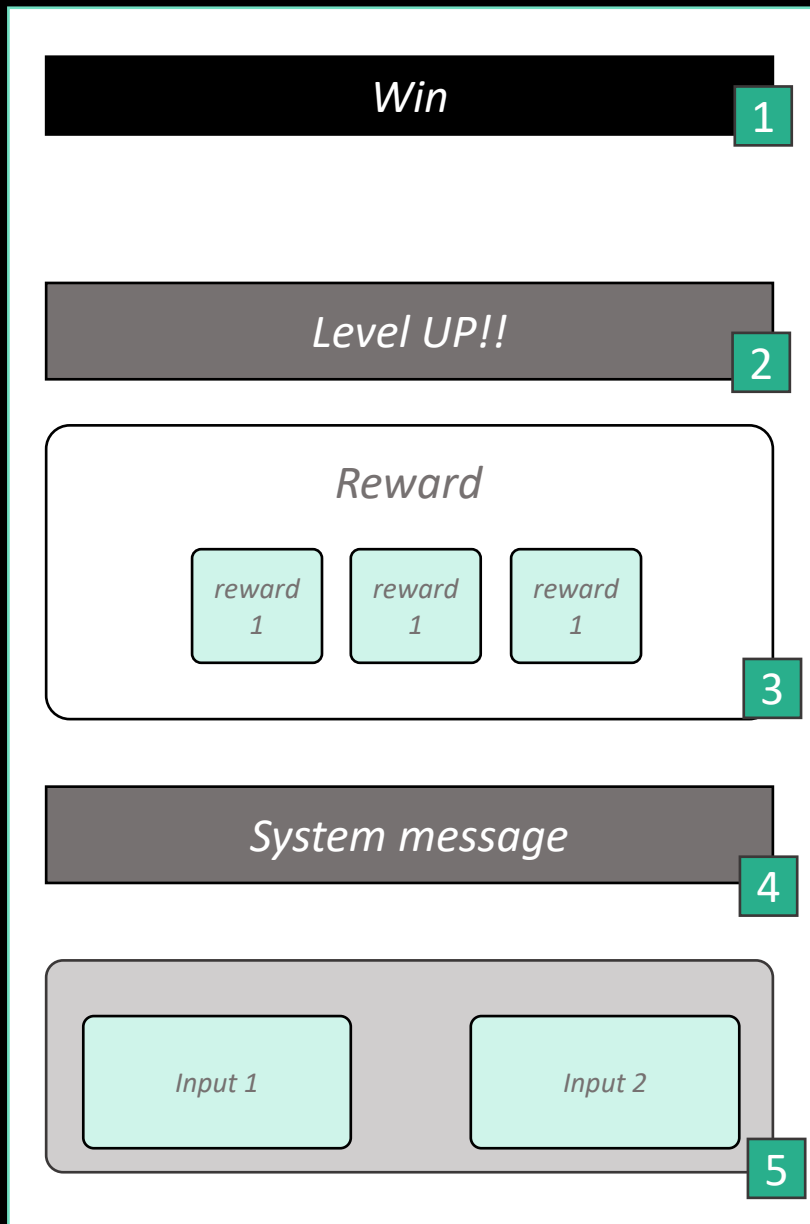 Win
1
Level UP!!
2
Reward
reward
1
reward
1
reward
1
3
System message
4
Input 1
Input 2
5